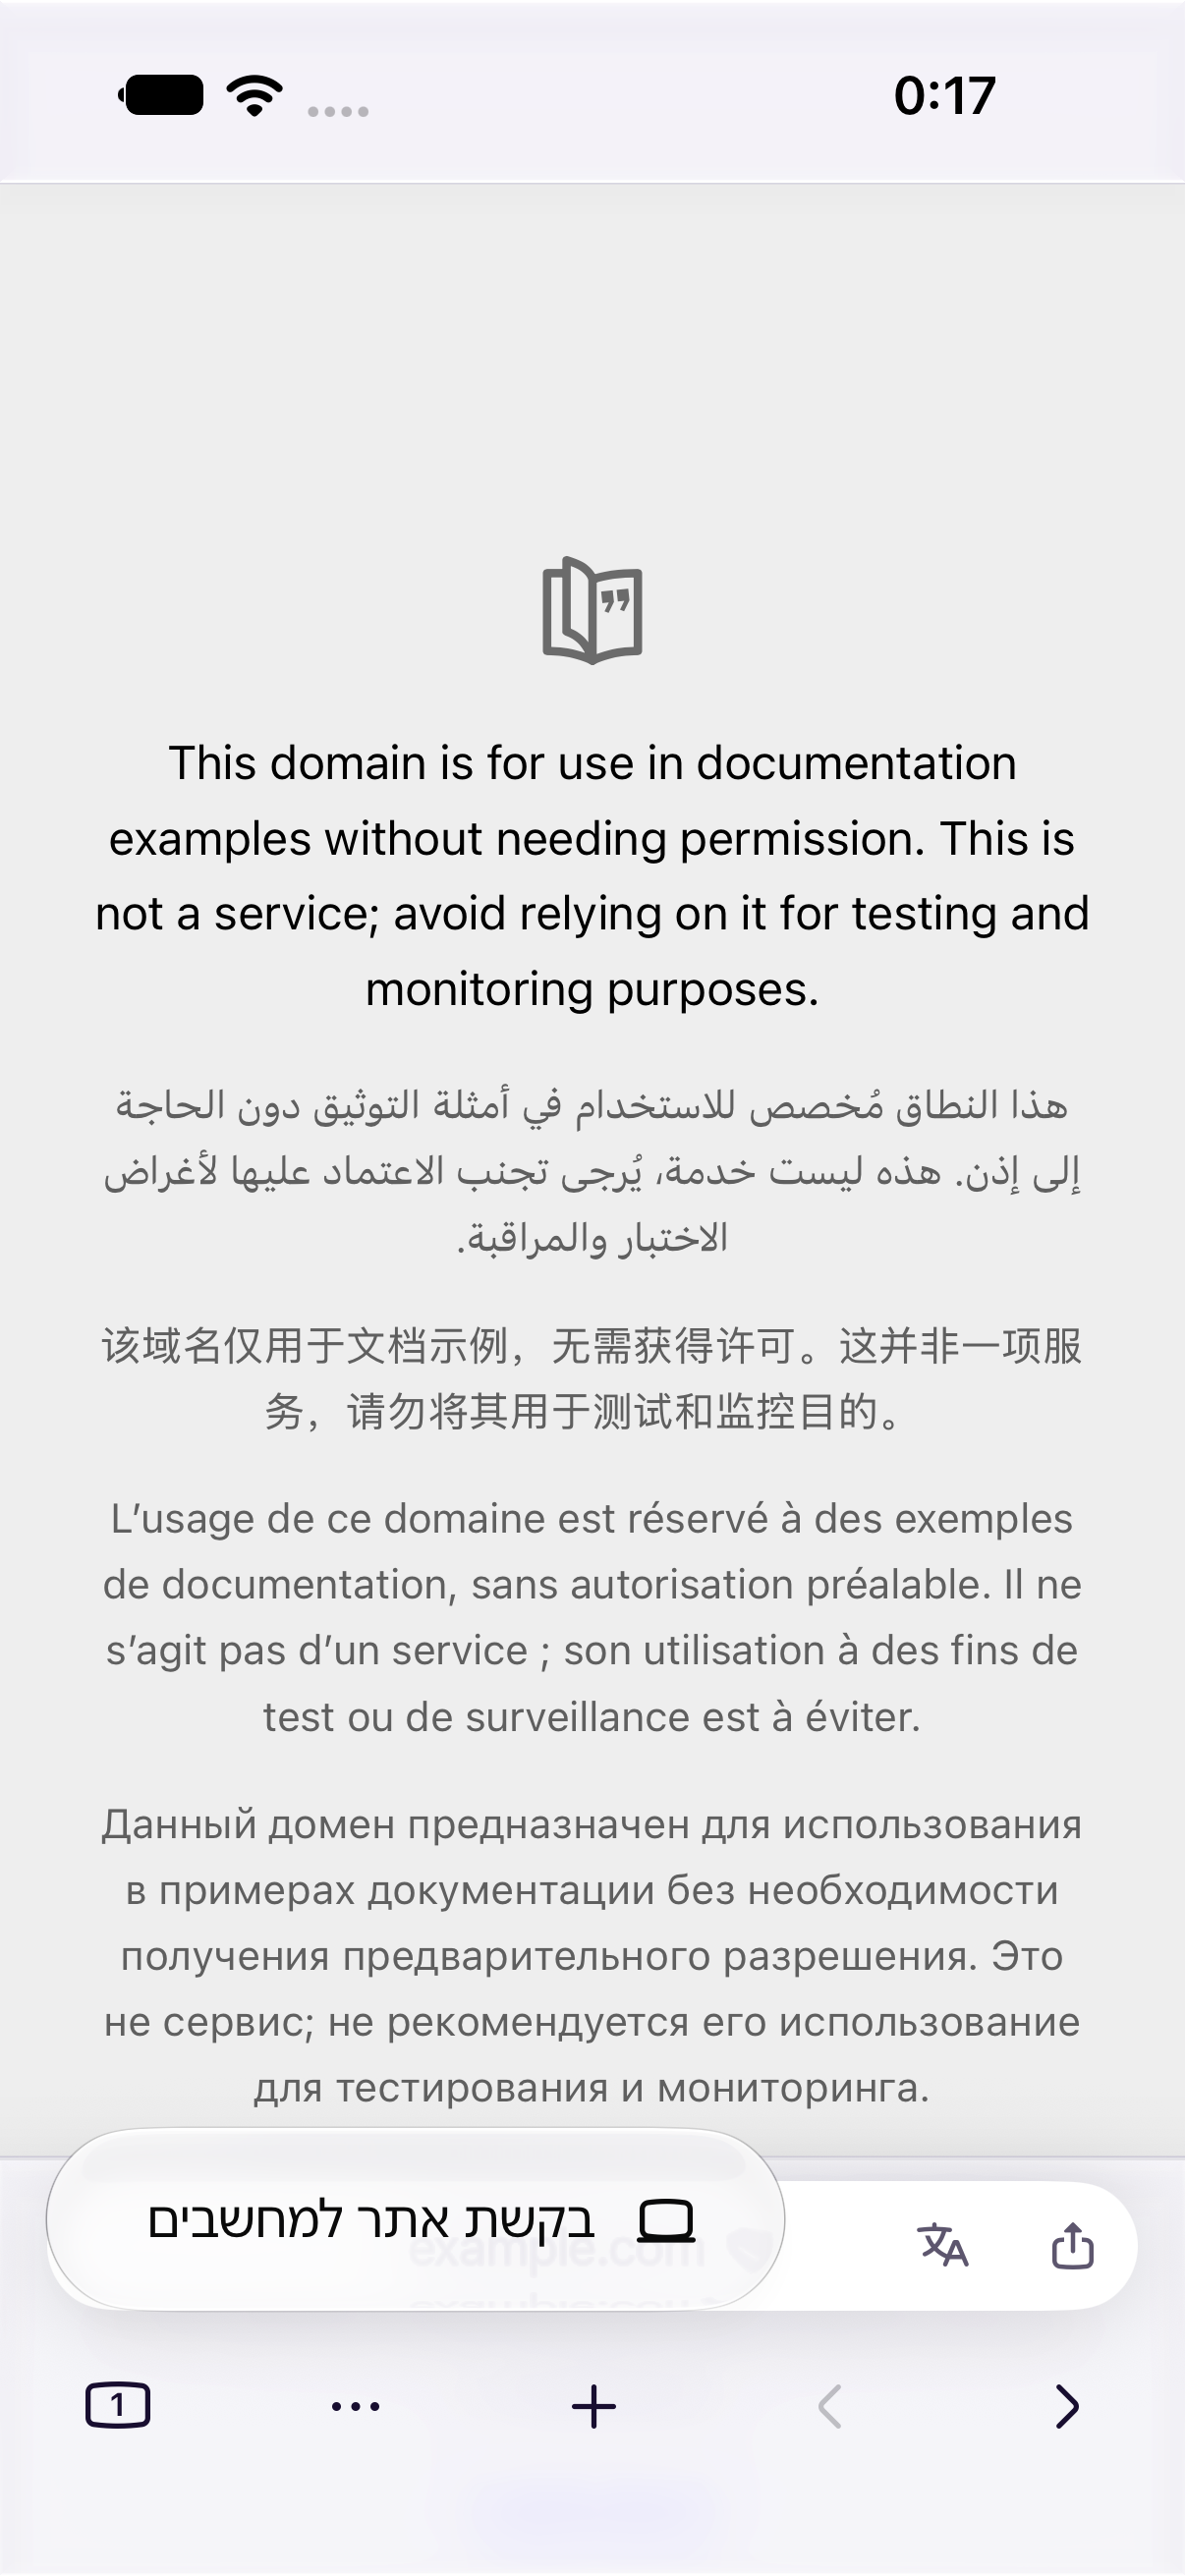 0:17
This domain is for use in documentation
examples without needing permission. This is
not a service; avoid relying on it for testing and
monitoring purposes.
هذا النطاق مُخصص للاستخدام في أمثلة التوثيق دون الحاجة
إلى إذن. هذه ليست خدمة، يُرجى تجنب الاعتماد عليها لأغراض
الاختبار والمراقبة.
该域名仅用于文档示例，无需获得许可。这并非一项服
务，请勿将其用于测试和监控目的。
L’usage de ce domaine est réservé à des exemples
de documentation, sans autorisation préalable. Il ne
s’agit pas d’un service ; son utilisation à des fins de
test ou de surveillance est à éviter.
Данный домен предназначен для использования
в примерах документации без необходимости
получения предварительного разрешения. Это
не сервис; не рекомендуется его использование
для тестирования и мониторинга.
בקשת אתר למחשבים
example.com
1